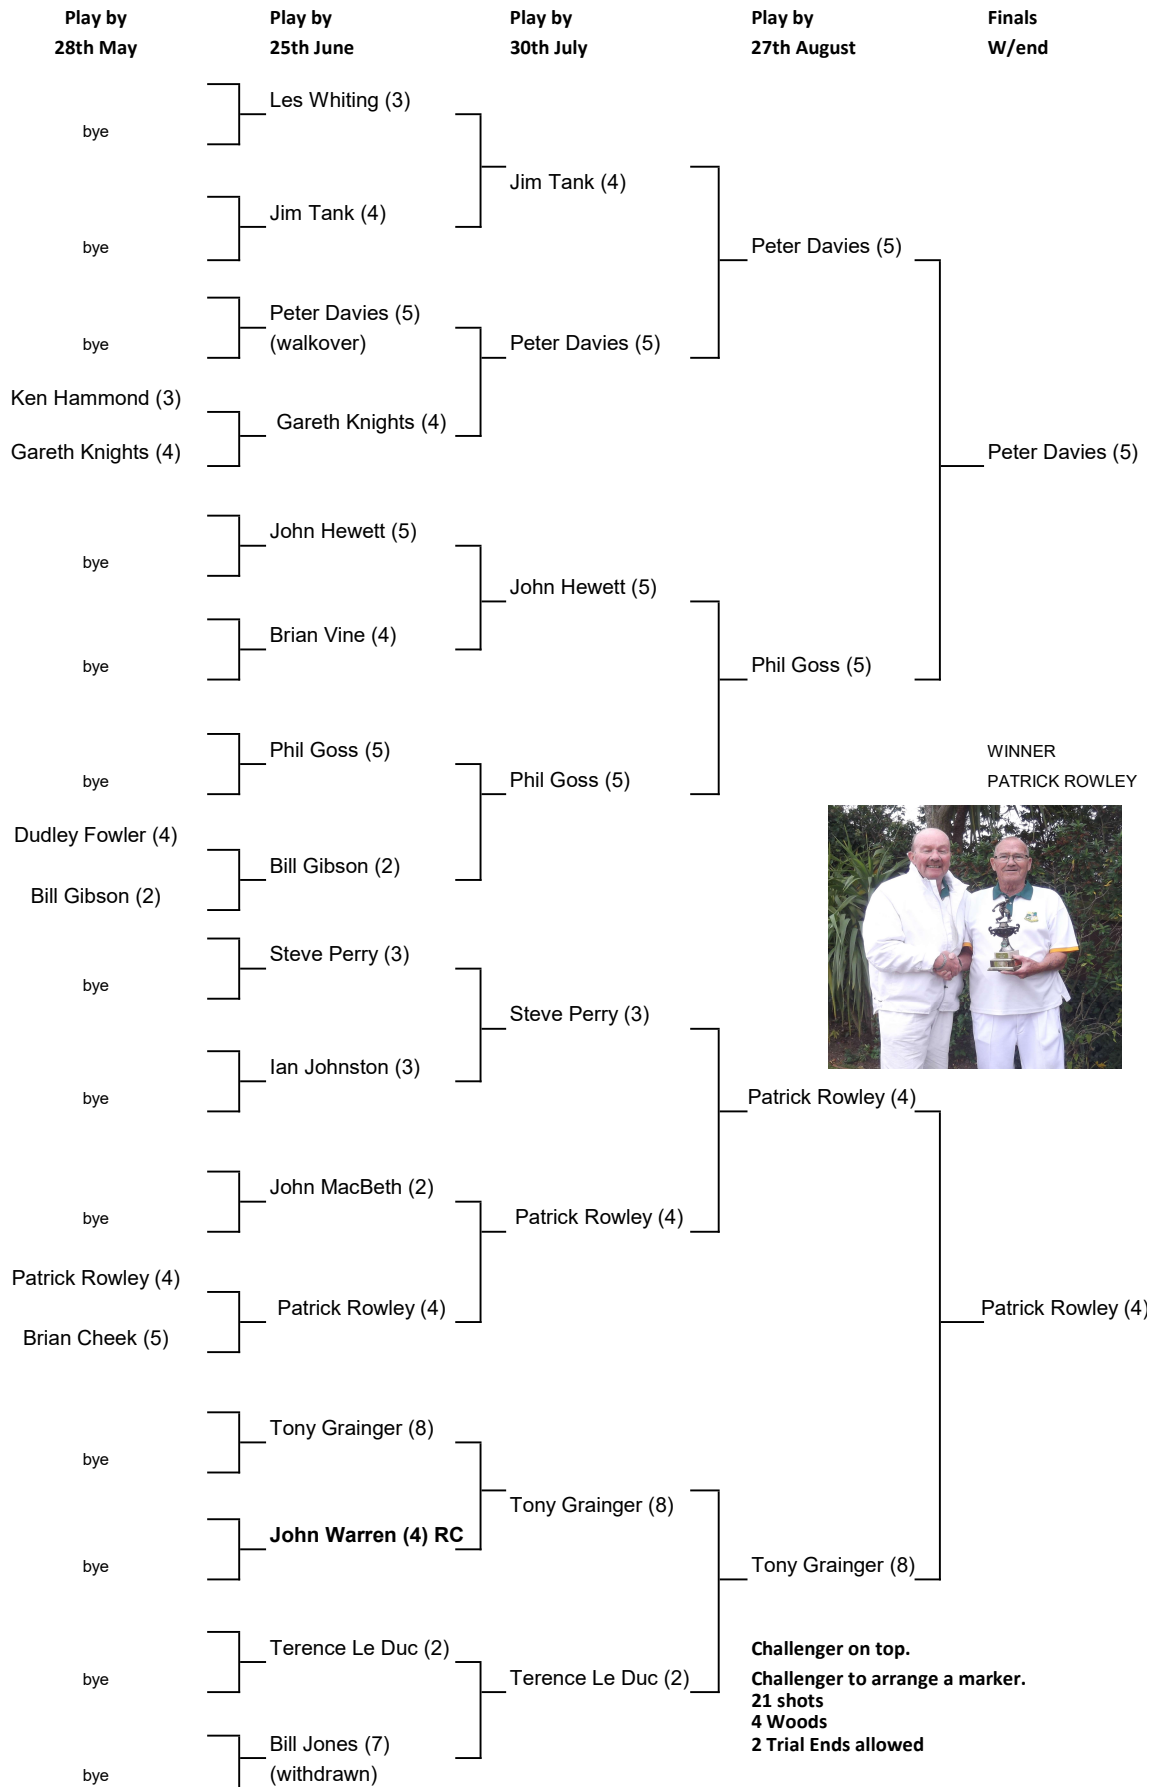 Play by
28th May
Play by
25th June
Play by
30th July
Play by
27th August
Finals
W/end
Les Whiting (3)
bye
Jim Tank (4)
Jim Tank (4)
bye
Peter Davies (5)
Peter Davies (5)
(walkover)
bye
Peter Davies (5)
Ken Hammond (3)
Gareth Knights (4)
Gareth Knights (4)
Peter Davies (5)
John Hewett (5)
bye
John Hewett (5)
Brian Vine (4)
bye
Phil Goss (5)
Phil Goss (5)
bye
Phil Goss (5)
WINNER
PATRICK ROWLEY
Dudley Fowler (4)
Bill Gibson (2)
Bill Gibson (2)
Steve Perry (3)
bye
Steve Perry (3)
Ian Johnston (3)
bye
Patrick Rowley (4)
John MacBeth (2)
bye
Patrick Rowley (4)
Patrick Rowley (4)
Patrick Rowley (4)
Brian Cheek (5)
Patrick Rowley (4)
Tony Grainger (8)
bye
Tony Grainger (8)
John Warren (4) RC
bye
Tony Grainger (8)
Terence Le Duc (2)
bye
Terence Le Duc (2)
Challenger on top.
Challenger to arrange a marker.
21 shots
4 Woods
2 Trial Ends allowed
Bill Jones (7)
(withdrawn)
bye